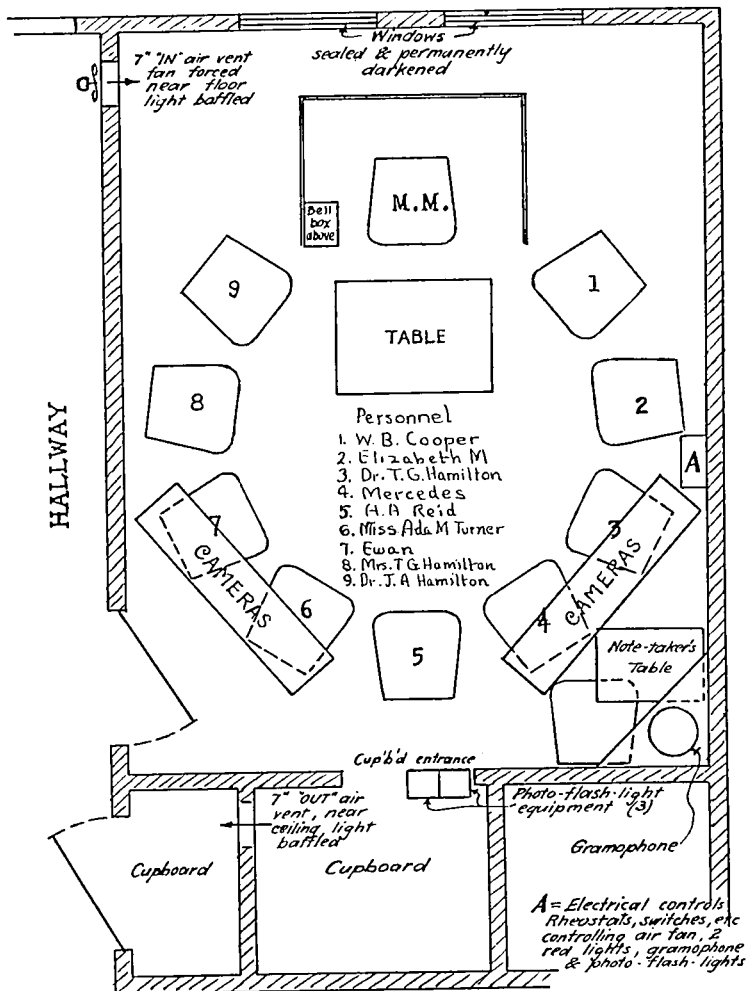 Windows
sealed & permanently
darkened
7" "IN" air vent
fan forced
near floor
light baffled
M.M.
Bell
box
above
9
1
TABLE
8
2
HALLWAY
Personnel
1. W. B. Cooper
2. Elizabeth M
3. Dr. T. G. Hamilton
4. Mercedes
5. H. A Reid
6. Miss Ada M Turner
7. Ewan
8. Mrs. T G Hamilton
9. Dr. J. A Hamilton
A
7
3
CAMERAS
CAMERAS
6
4
5
Note-taker's
Table
Cup'b'd entrance
Photo-flash-light
equipment (3)
7" "OUT" air
vent, near
ceiling, light
baffled
Gramophone
Cupboard
Cupboard
A = Electrical controls
Rheostats, switches, etc
controlling air fan, 2
red lights, gramophone
& photo-flash-lights